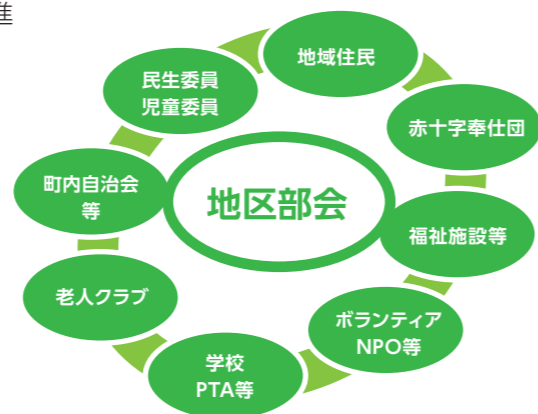 進
地域住民
民生委員
児童委員
赤十字奉仕団
町内自治会
等
地区部会
福祉施設等
老人クラブ
ボランティア
NPO等
学校
PTA等